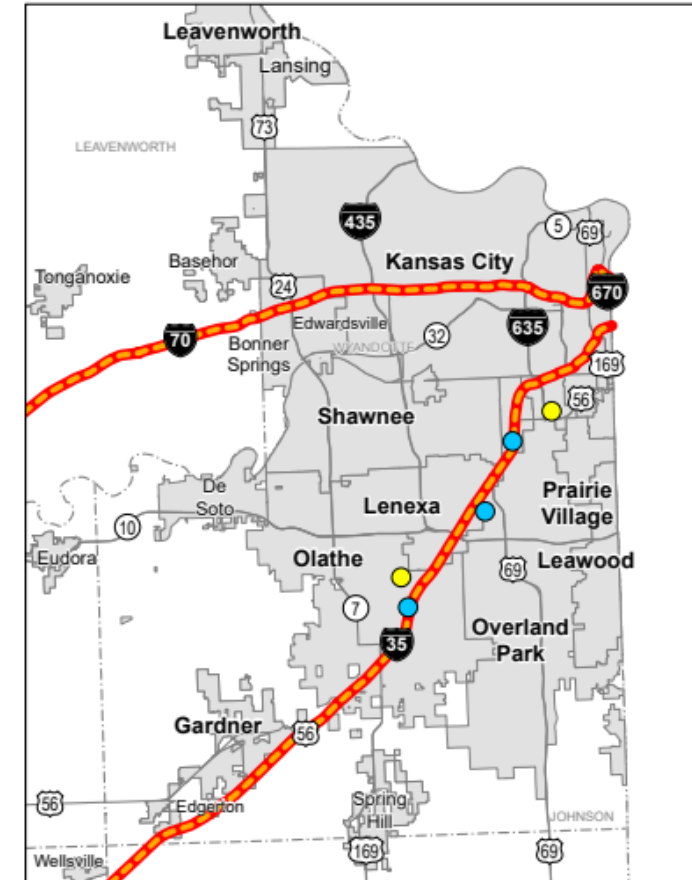 Leavenworth
Lansing
73
LEAVENWORTH
435
5
69
Basehor
Kansas City
Tonganoxie
24
670
Edwardsville
32
635
70
Bonner
Springs
WYANDOTTE
169
56
Shawnee
De
Soto
Lenexa
Prairie
Village
10
Eudora
Olathe
69
Leawood
7
Overland
Park
35
Gardner
56
56
Edgerton
Spring
Hill
JOHNSON
Wellsville
169
69